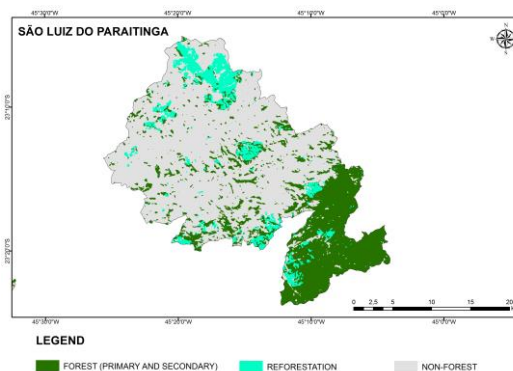 45°30'0"W 45°20'0"W 45°10'0"W 45°0'0"W
SÃO LUIZ DO PARAITINGA
N
23°10'0"S
23°20'0"S
0 2,5 5 10 15 20
45°30'0"W 45°20'0"W 45°10'0"W 45°0'0"W
LEGEND
FOREST (PRIMARY AND SECONDARY) REFORESTATION NON-FOREST